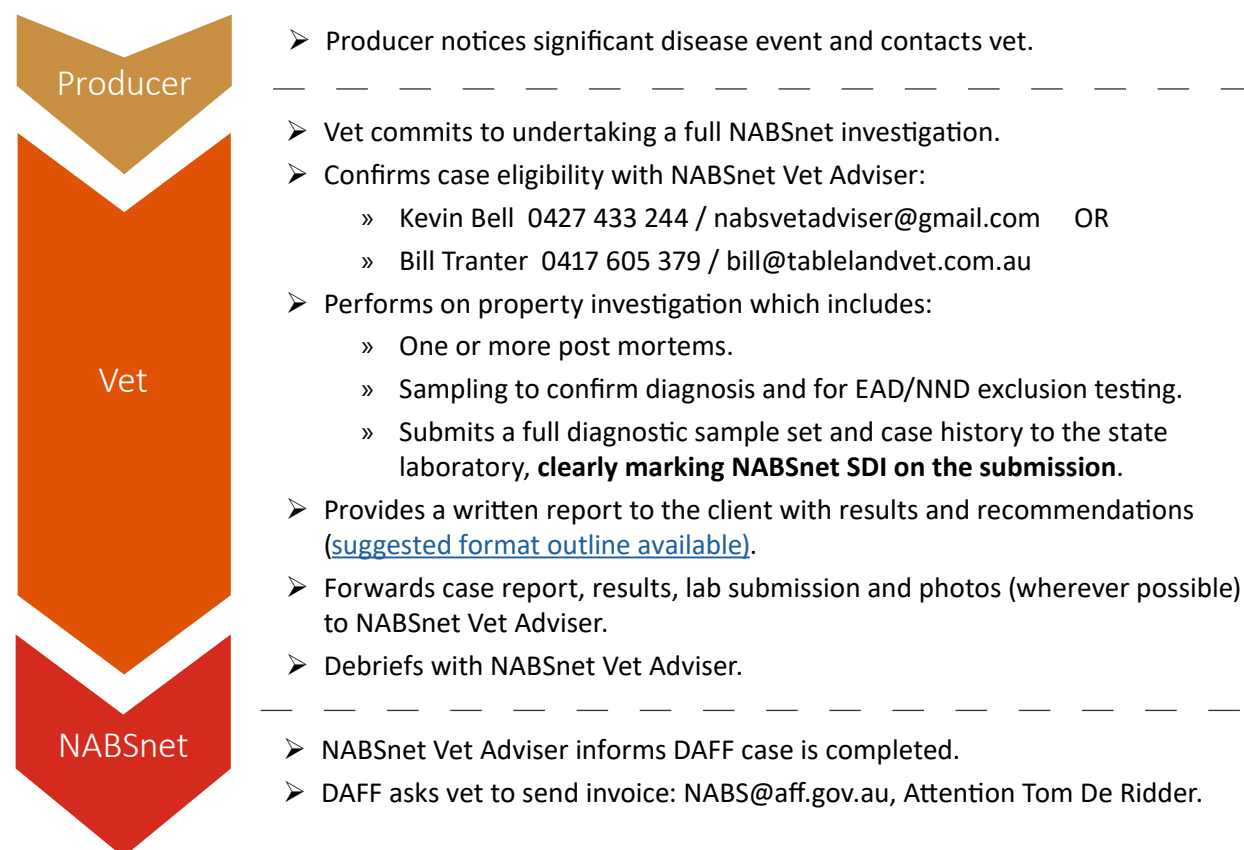 Producer
➢ Producer notices significant disease event and contacts vet.
Vet
➢ Vet commits to undertaking a full NABSnet investigation.
➢ Confirms case eligibility with NABSnet Vet Adviser:
» Kevin Bell 0427 433 244 / nabsvetadviser@gmail.com OR
» Bill Tranter 0417 605 379 / bill@tablelandvet.com.au
➢ Performs on property investigation which includes:
» One or more post mortems.
» Sampling to confirm diagnosis and for EAD/NND exclusion testing.
» Submits a full diagnostic sample set and case history to the state
laboratory, clearly marking NABSnet SDI on the submission.
➢ Provides a written report to the client with results and recommendations
(suggested format outline available).
➢ Forwards case report, results, lab submission and photos (wherever possible)
to NABSnet Vet Adviser.
➢ Debriefs with NABSnet Vet Adviser.
NABSnet
➢ NABSnet Vet Adviser informs DAFF case is completed.
➢ DAFF asks vet to send invoice: NABS@aff.gov.au, Attention Tom De Ridder.